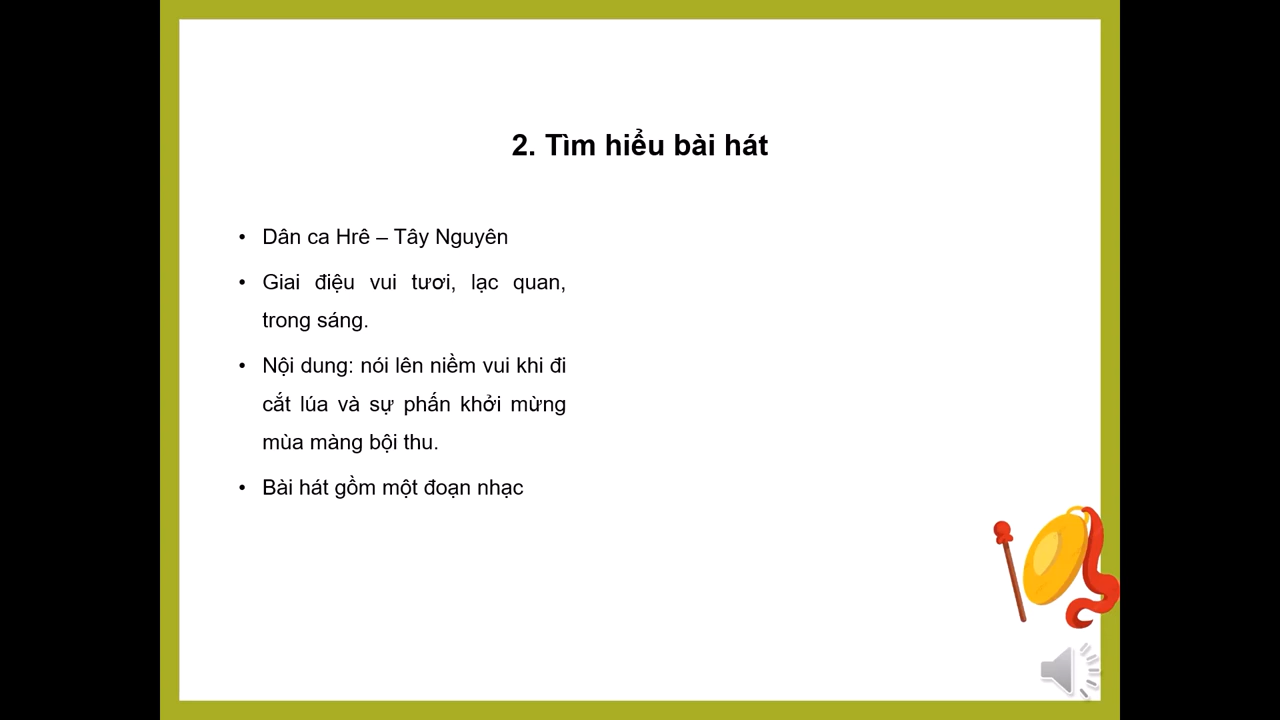 2. Tìm hiểu bài hát
• Dân ca Hrê – Tây Nguyên
• Giai điệu vui tươi, lạc quan,
trong sáng.
• Nội dung: nói lên niềm vui khi đi
cắt lúa và sự phấn khởi mừng
mùa màng bội thu.
• Bài hát gồm một đoạn nhạc